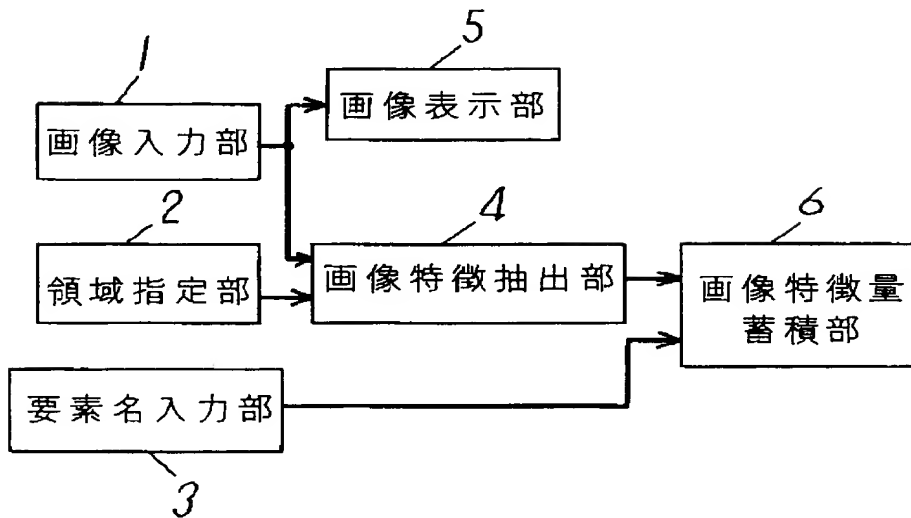 1
画像入力部
5
画像表示部
2
領域指定部
4
画像特徴抽出部
6
画像特徴量
蓄積部
要素名入力部
3